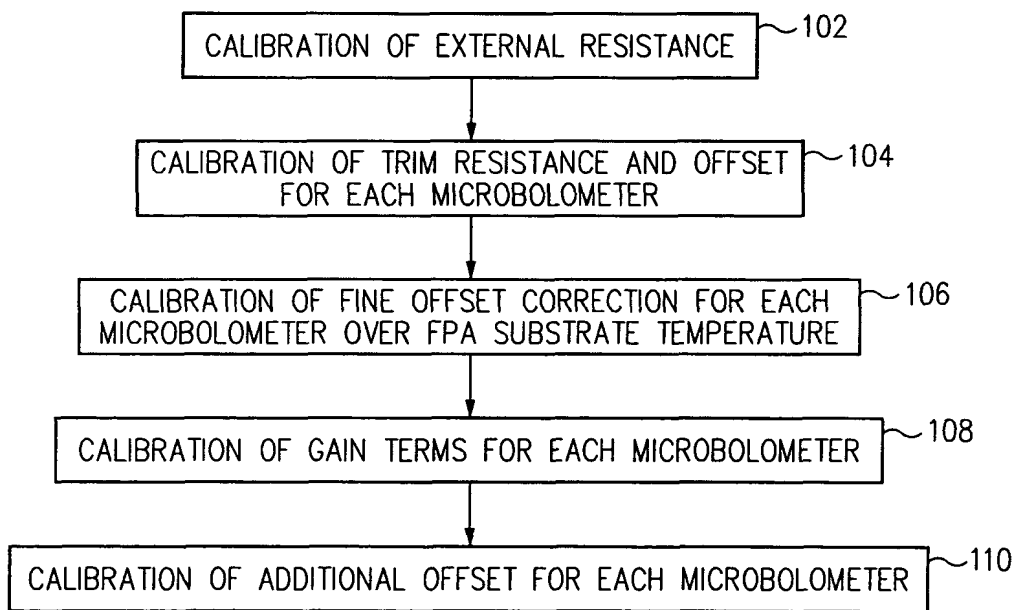 CALIBRATION OF EXTERNAL RESISTANCE
102
CALIBRATION OF TRIM RESISTANCE AND OFFSET
FOR EACH MICROBOLOMETER
104
CALIBRATION OF FINE OFFSET CORRECTION FOR EACH
MICROBOLOMETER OVER FPA SUBSTRATE TEMPERATURE
106
CALIBRATION OF GAIN TERMS FOR EACH MICROBOLOMETER
108
CALIBRATION OF ADDITIONAL OFFSET FOR EACH MICROBOLOMETER
110